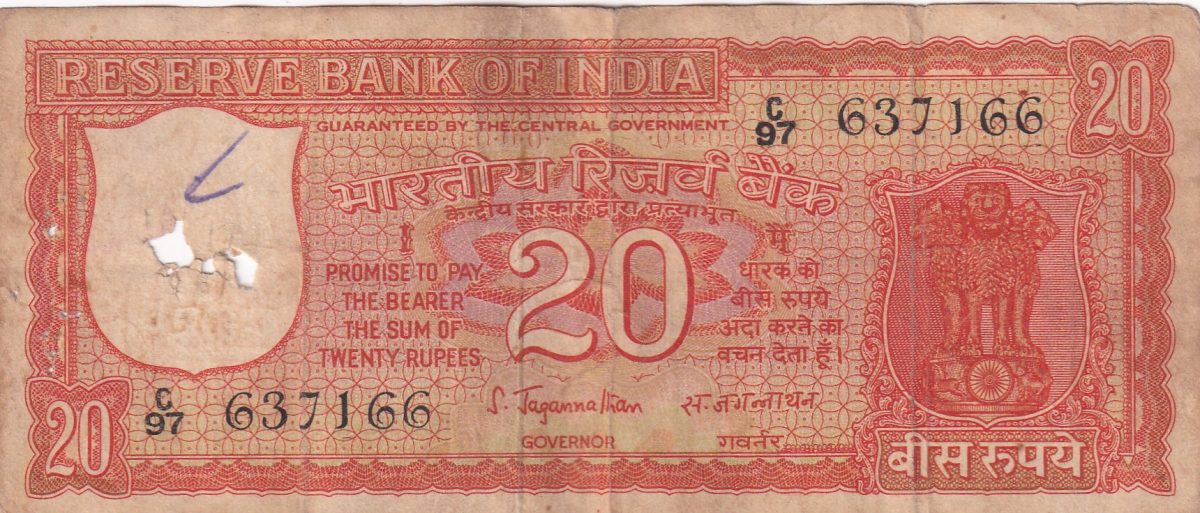 RESERVE BANK OF INDIA
20
GUARANTEED BY THE CENTRAL GOVERNMENT
C/97 637166
भारतीय रिज़र्व बैंक
केन्द्रीय सरकार द्वारा प्रत्याभूत
I
PROMISE TO PAY
THE BEARER
THE SUM OF
TWENTY RUPEES
20
मैं
धारक को
बीस रुपये
अदा करने का
वचन देता हूँ।
C/97 637166
S. Jagannathan
स. जगन्नाथन
GOVERNOR
गवर्नर
20
बीस रुपये